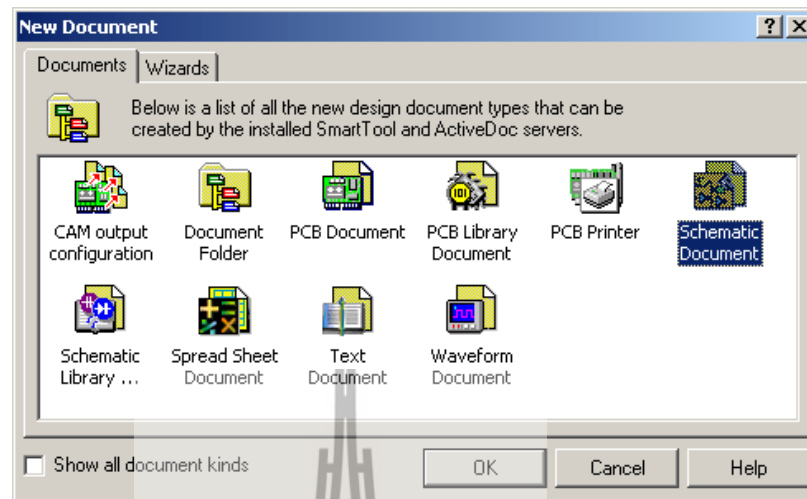 New Document
Documents Wizards
Below is a list of all the new design document types that can be
created by the installed SmartTool and ActiveDoc servers.
CAM output
configuration
Document
Folder
PCB Document
PCB Library
Document
PCB Printer
Schematic
Document
Schematic
Library ...
Spread Sheet
Document
Text
Document
Waveform
Document
Show all document kinds
OK
Cancel
Help